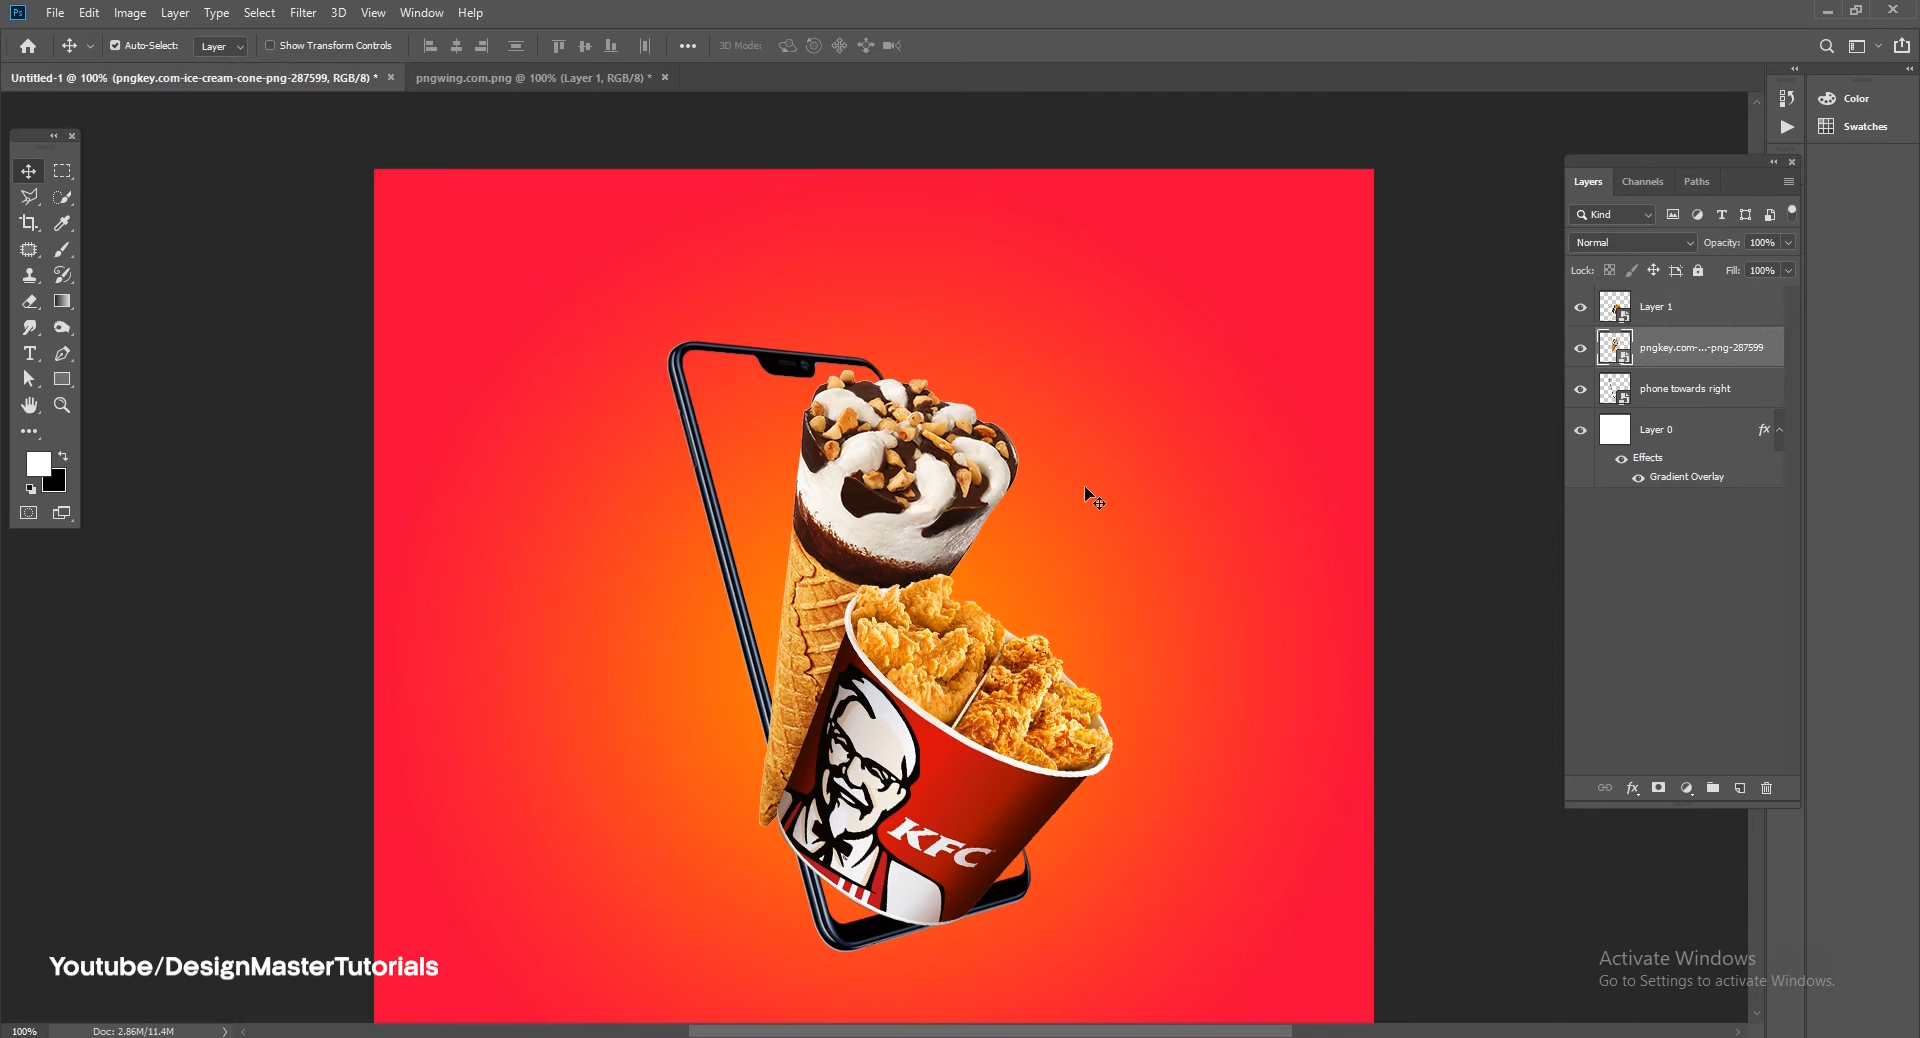 Ps File Edit Image Layer Type Select Filter 3D View Window Help
Auto-Select: Layer Show Transform Controls 3D Mode:
Untitled-1 @ 100% (pngkey.com-ice-cream-cone-png-287599, RGB/8) * pngwing.com.png @ 100% (Layer 1, RGB/8) *
Color
Swatches
Layers Channels Paths
Kind
Normal Opacity: 100%
Lock: Fill: 100%
Layer 1
pngkey.com-...-png-287599
phone towards right
Layer 0 fx
Effects
Gradient Overlay
fx
KFC
Youtube/DesignMasterTutorials
Activate Windows
Go to Settings to activate Windows.
100% Doc: 2.86M/11.4M